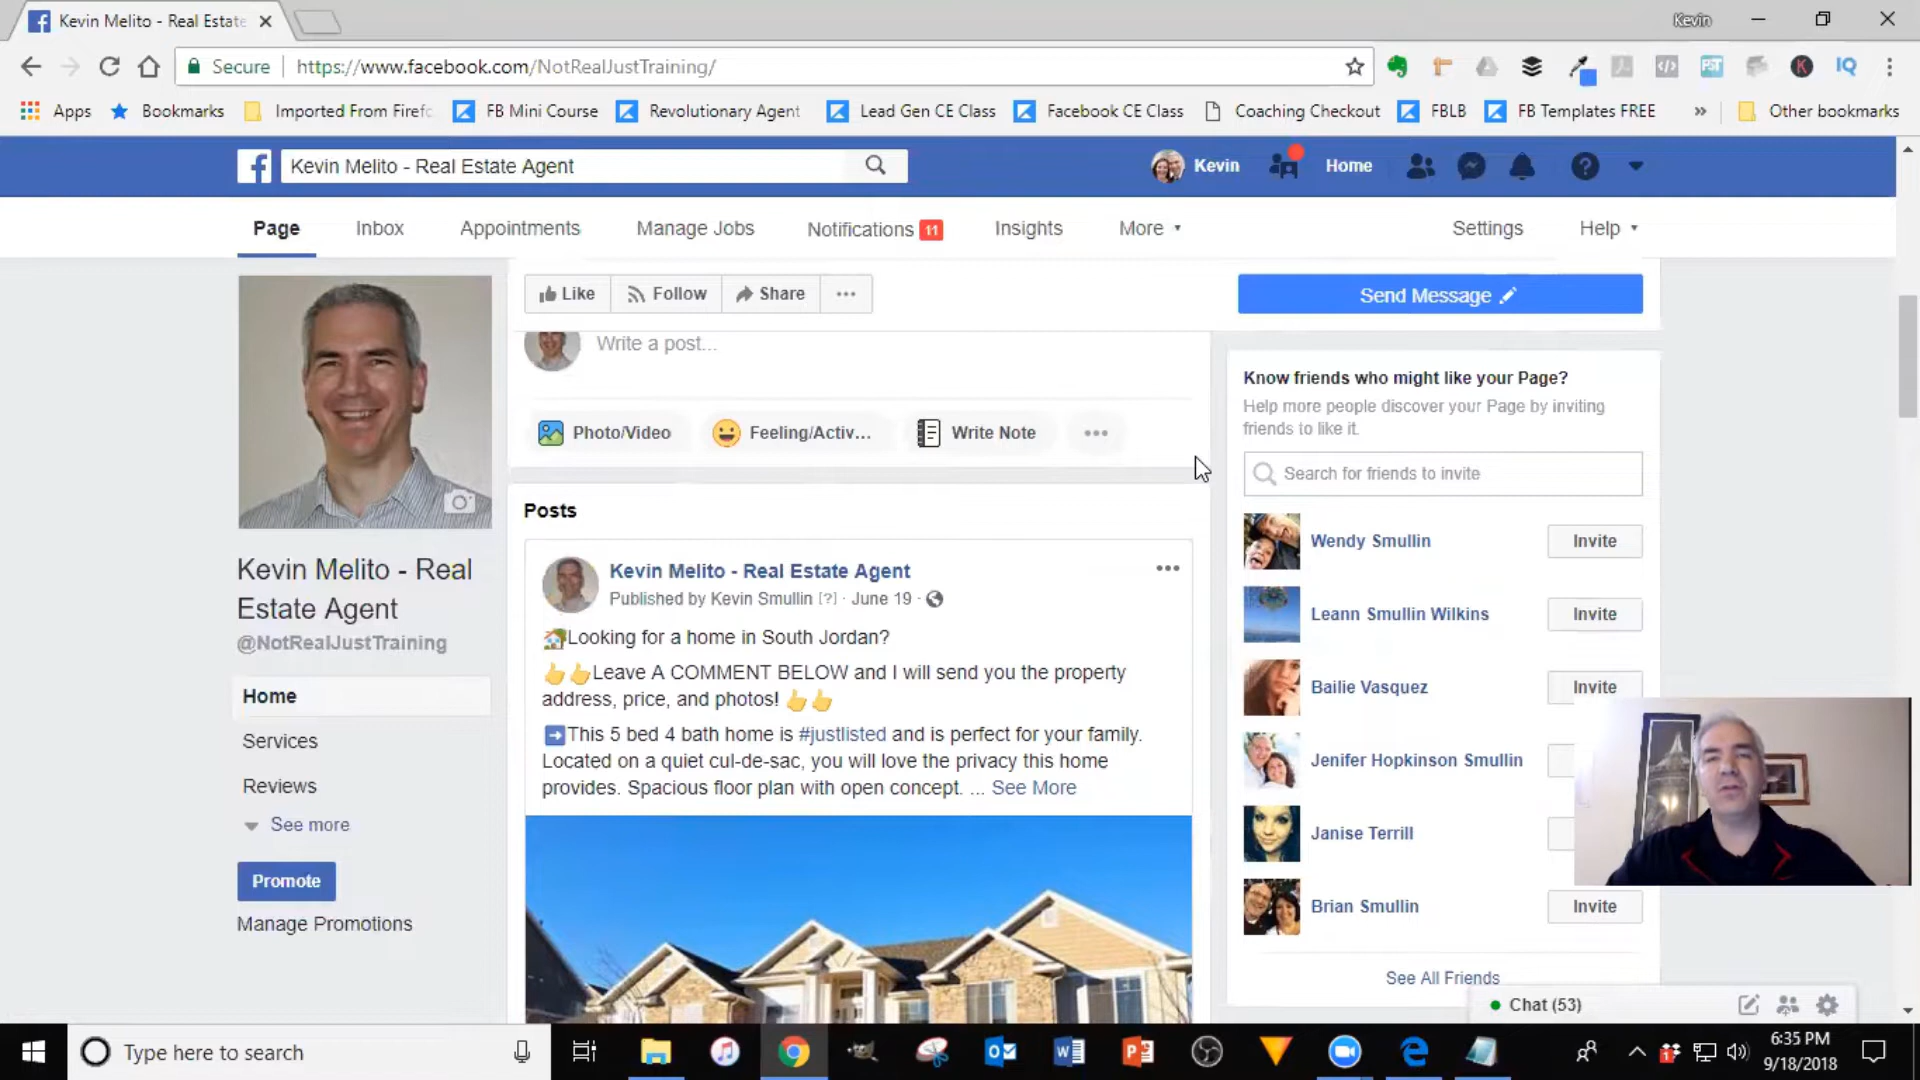 Kevin Melito - Real Estate
Kevin
Secure
https://www.facebook.com/NotRealJustTraining/
Apps
Bookmarks
Imported From Firefo
FB Mini Course
Revolutionary Agent
Lead Gen CE Class
Facebook CE Class
Coaching Checkout
FBLB
FB Templates FREE
»
Other bookmarks
Kevin Melito - Real Estate Agent
Kevin
Home
Page
Inbox
Appointments
Manage Jobs
Notifications 11
Insights
More
Settings
Help
Like
Follow
Share
Send Message
Write a post...
Photo/Video
Feeling/Activ...
Write Note
Posts
Kevin Melito - Real Estate Agent
Published by Kevin Smullin [?] · June 19 ·
Looking for a home in South Jordan?
Leave A COMMENT BELOW and I will send you the property
address, price, and photos!
This 5 bed 4 bath home is #justlisted and is perfect for your family.
Located on a quiet cul-de-sac, you will love the privacy this home
provides. Spacious floor plan with open concept. ... See More
Kevin Melito - Real
Estate Agent
@NotRealJustTraining
Home
Services
Reviews
See more
Promote
Manage Promotions
Know friends who might like your Page?
Help more people discover your Page by inviting
friends to like it.
Search for friends to invite
Wendy Smullin
Invite
Leann Smullin Wilkins
Invite
Bailie Vasquez
Invite
Jenifer Hopkinson Smullin
Janise Terrill
Brian Smullin
Invite
See All Friends
Chat (53)
Type here to search
6:35 PM
9/18/2018